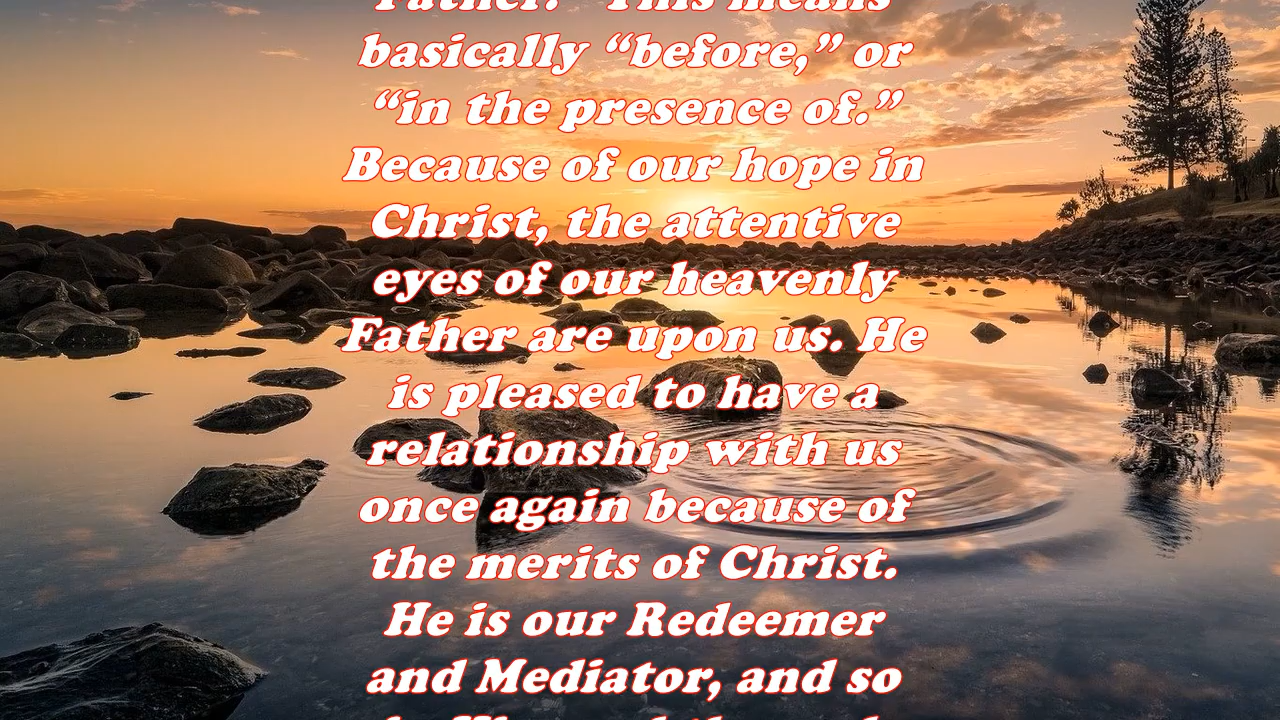 Father." This means
basically “before,” or
“in the presence of.”
Because of our hope in
Christ, the attentive
eyes of our heavenly
Father are upon us. He
is pleased to have a
relationship with us
once again because of
the merits of Christ.
He is our Redeemer
and Mediator, and so